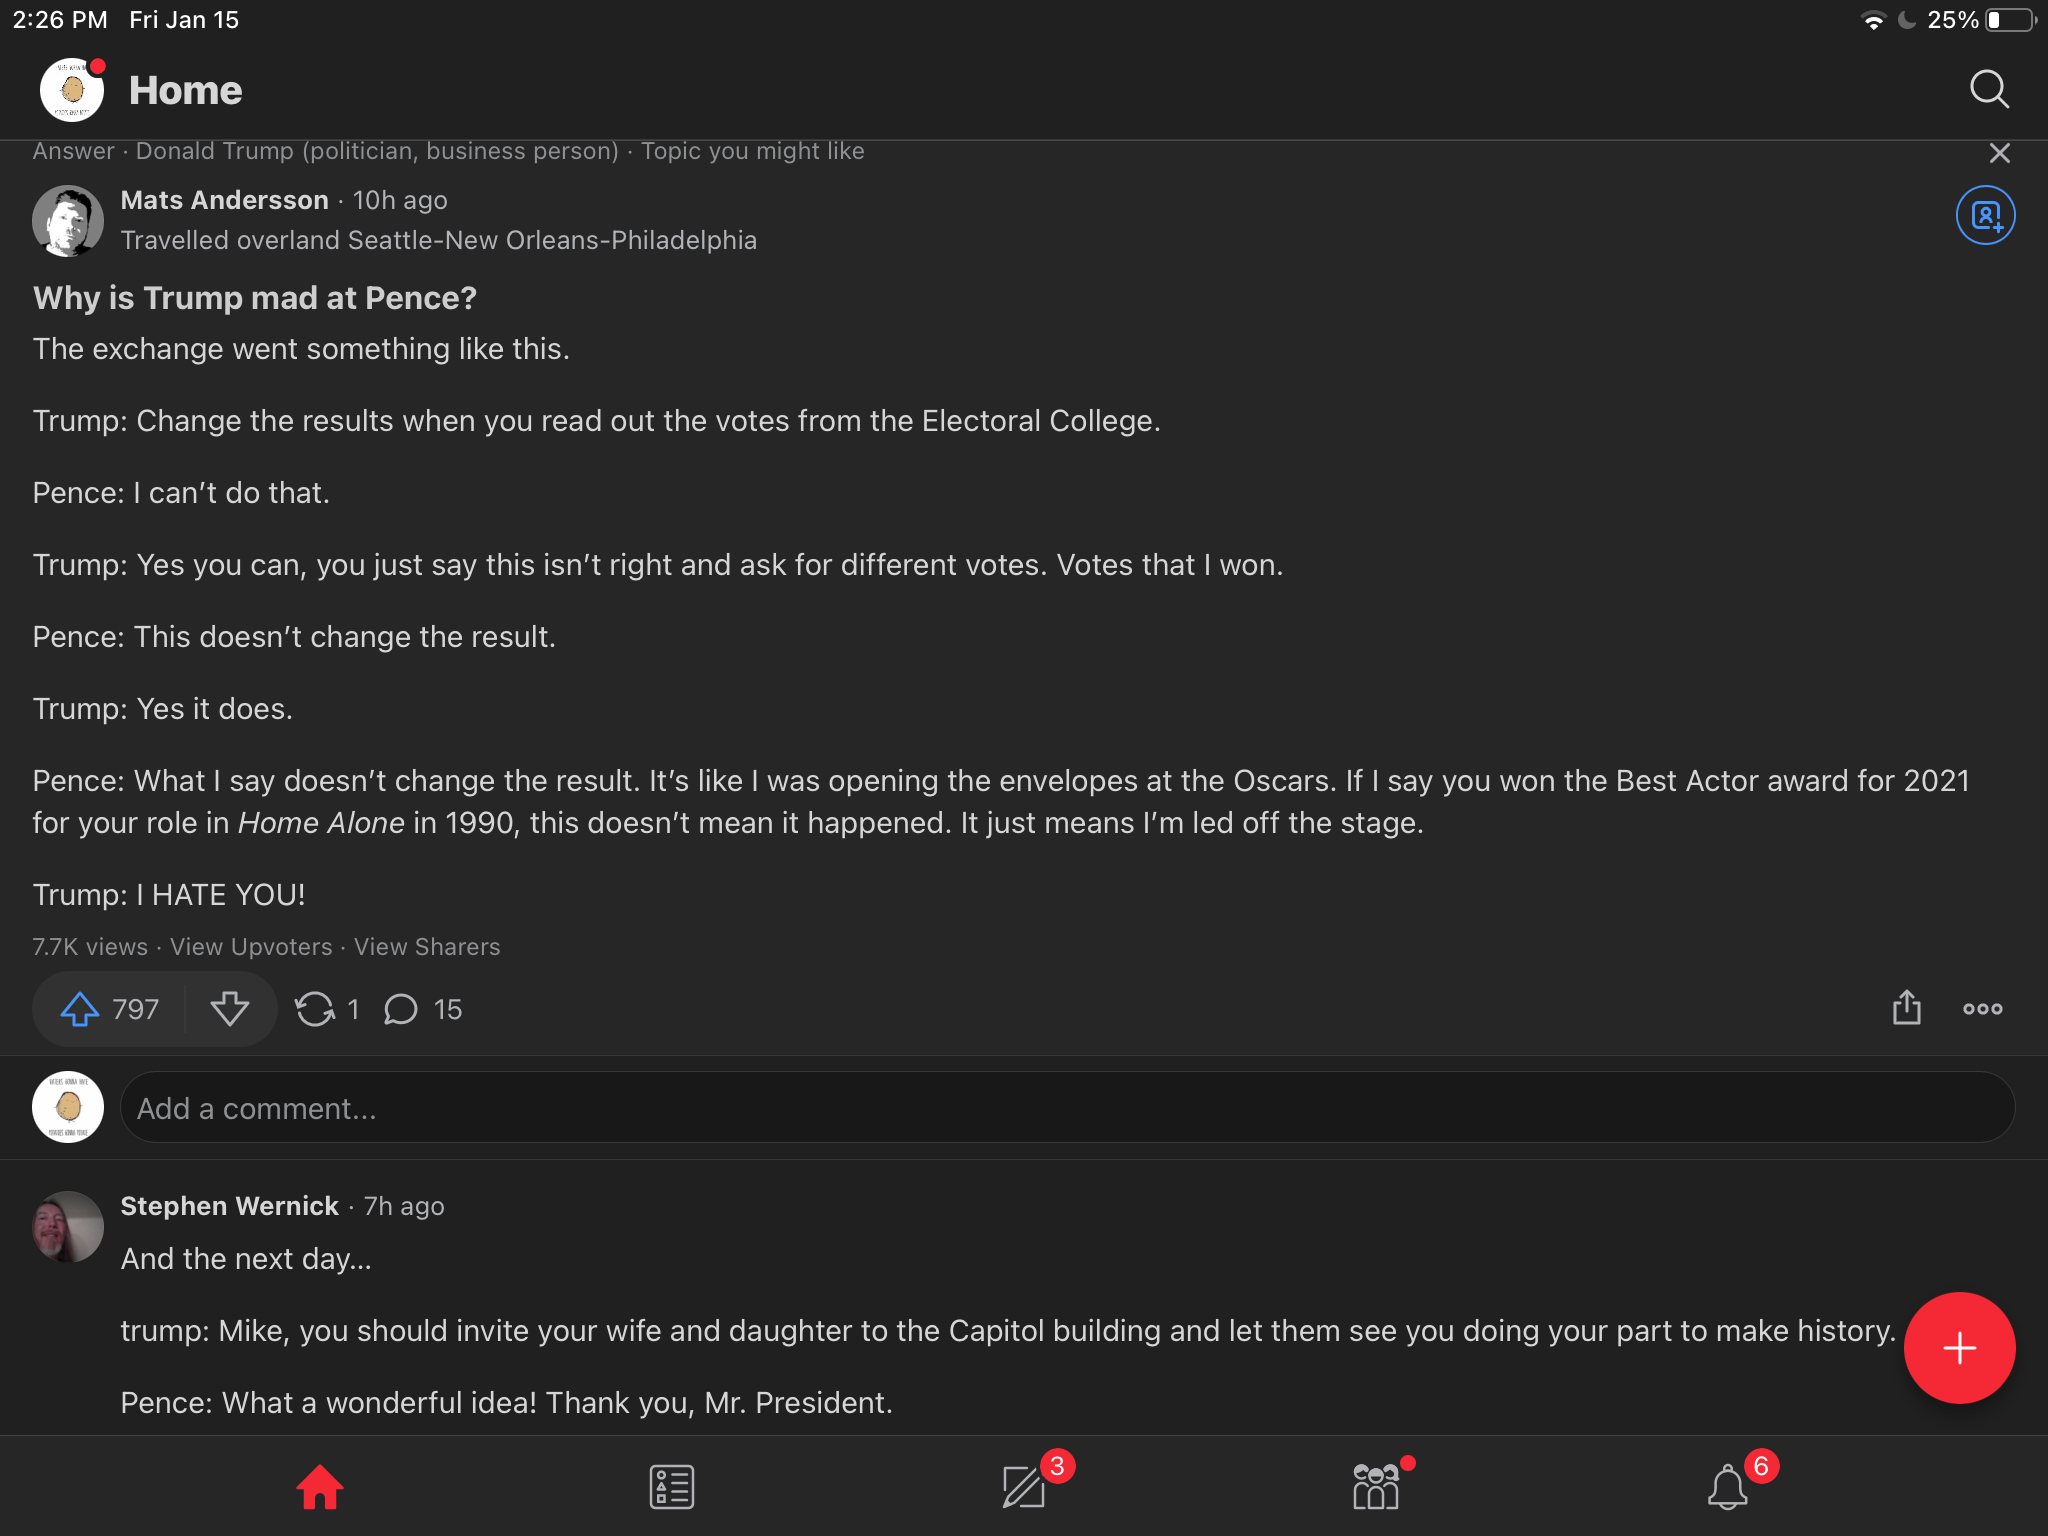 2:26 PM Fri Jan 15
25%
Home
Answer · Donald Trump (politician, business person) · Topic you might like
Mats Andersson · 10h ago
Travelled overland Seattle-New Orleans-Philadelphia
Why is Trump mad at Pence?
The exchange went something like this.
Trump: Change the results when you read out the votes from the Electoral College.
Pence: I can’t do that.
Trump: Yes you can, you just say this isn’t right and ask for different votes. Votes that I won.
Pence: This doesn’t change the result.
Trump: Yes it does.
Pence: What I say doesn’t change the result. It’s like I was opening the envelopes at the Oscars. If I say you won the Best Actor award for 2021
for your role in Home Alone in 1990, this doesn’t mean it happened. It just means I’m led off the stage.
Trump: I HATE YOU!
7.7K views · View Upvoters · View Sharers
797 1 15
HATERS GONNA HATE
Add a comment...
Stephen Wernick · 7h ago
And the next day...
trump: Mike, you should invite your wife and daughter to the Capitol building and let them see you doing your part to make history.
Pence: What a wonderful idea! Thank you, Mr. President.
3
6